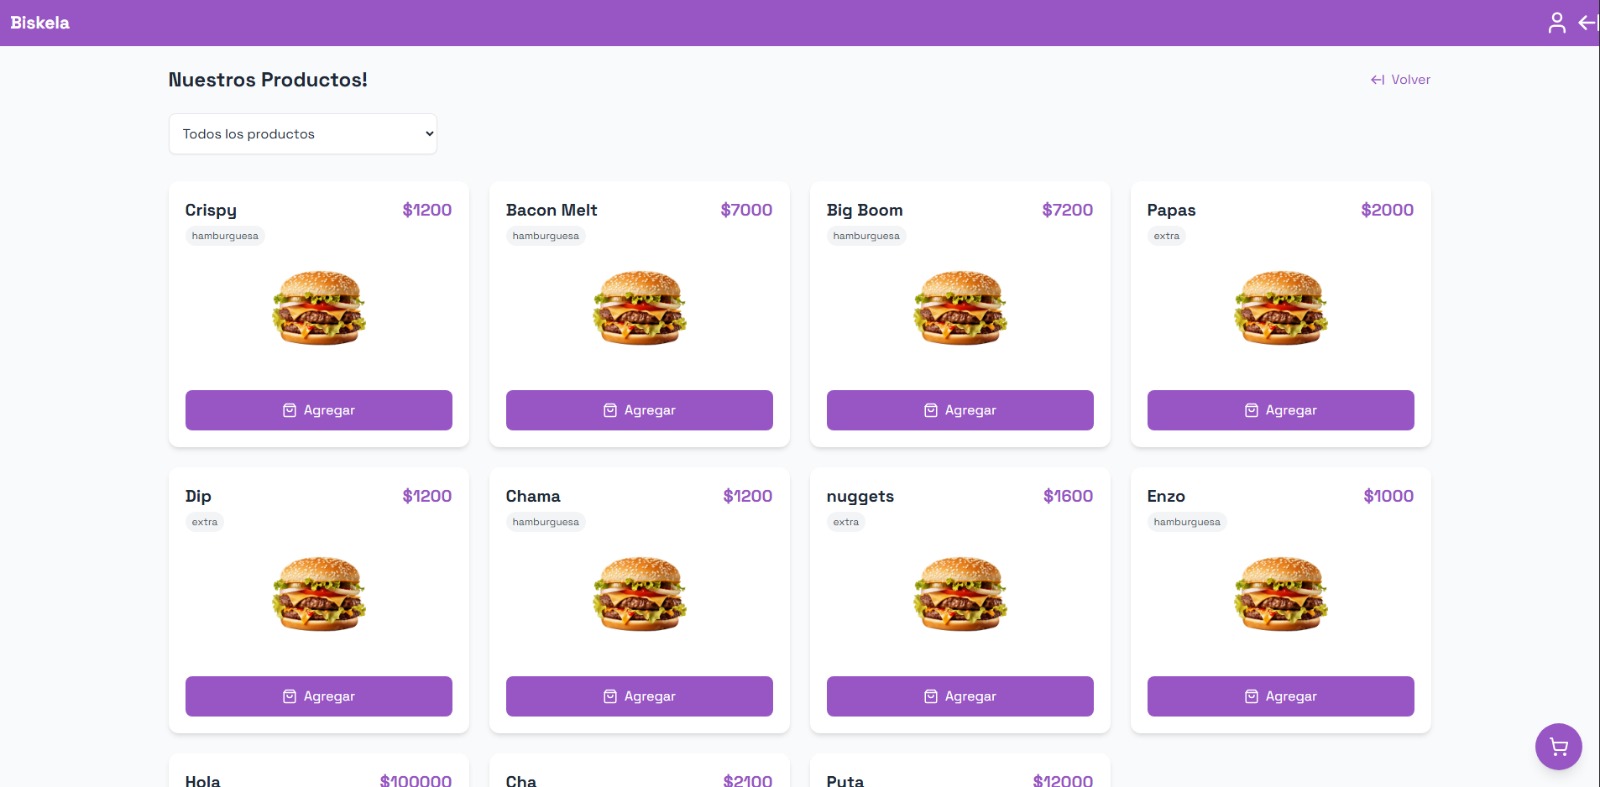 Biskela
Nuestros Productos!
Volver
Todos los productos
Crispy $1200
hamburguesa
Agregar
Bacon Melt $7000
hamburguesa
Agregar
Big Boom $7200
hamburguesa
Agregar
Papas $2000
extra
Agregar
Dip $1200
extra
Agregar
Chama $1200
hamburguesa
Agregar
nuggets $1600
extra
Agregar
Enzo $1000
hamburguesa
Agregar
Hola $100000
Cha $2100
Puta $12000